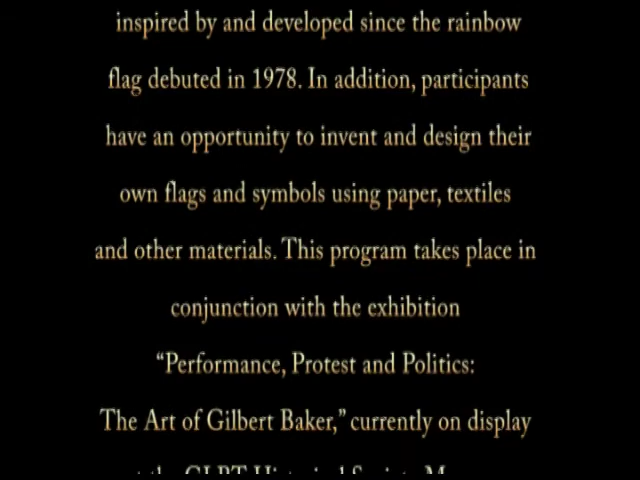 inspired by and developed since the rainbow
flag debuted in 1978. In addition, participants
have an opportunity to invent and design their
own flags and symbols using paper, textiles
and other materials. This program takes place in
conjunction with the exhibition
“Performance, Protest and Politics:
The Art of Gilbert Baker,” currently on display